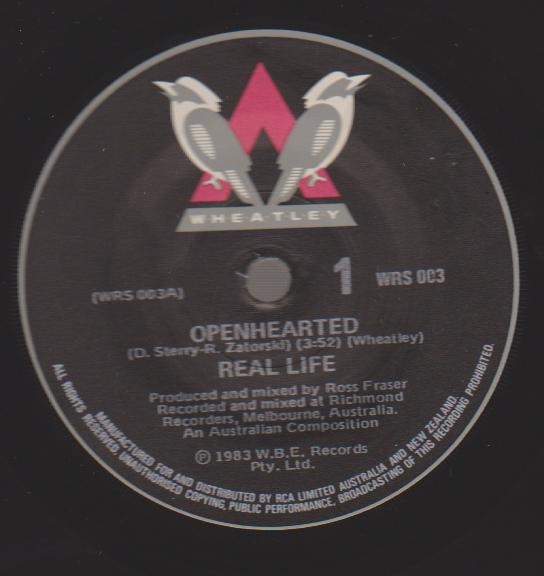 WHEATLEY
1
WRS 003
(WRS 003A)
OPENHEARTED
(D. Sterry-R. Zatorski) (3:52) (Wheatley)
REAL LIFE
Produced and mixed by Ross Fraser
Recorded and mixed at Richmond
Recorders, Melbourne, Australia.
An Australian Composition
℗ 1983 W.B.E. Records
Pty. Ltd.
MANUFACTURED FOR AND DISTRIBUTED BY RCA LIMITED AUSTRALIA AND NEW ZEALAND.
ALL RIGHTS RESERVED, UNAUTHORISED COPYING, PUBLIC PERFORMANCE, BROADCASTING OF THIS RECORDING PROHIBITED.